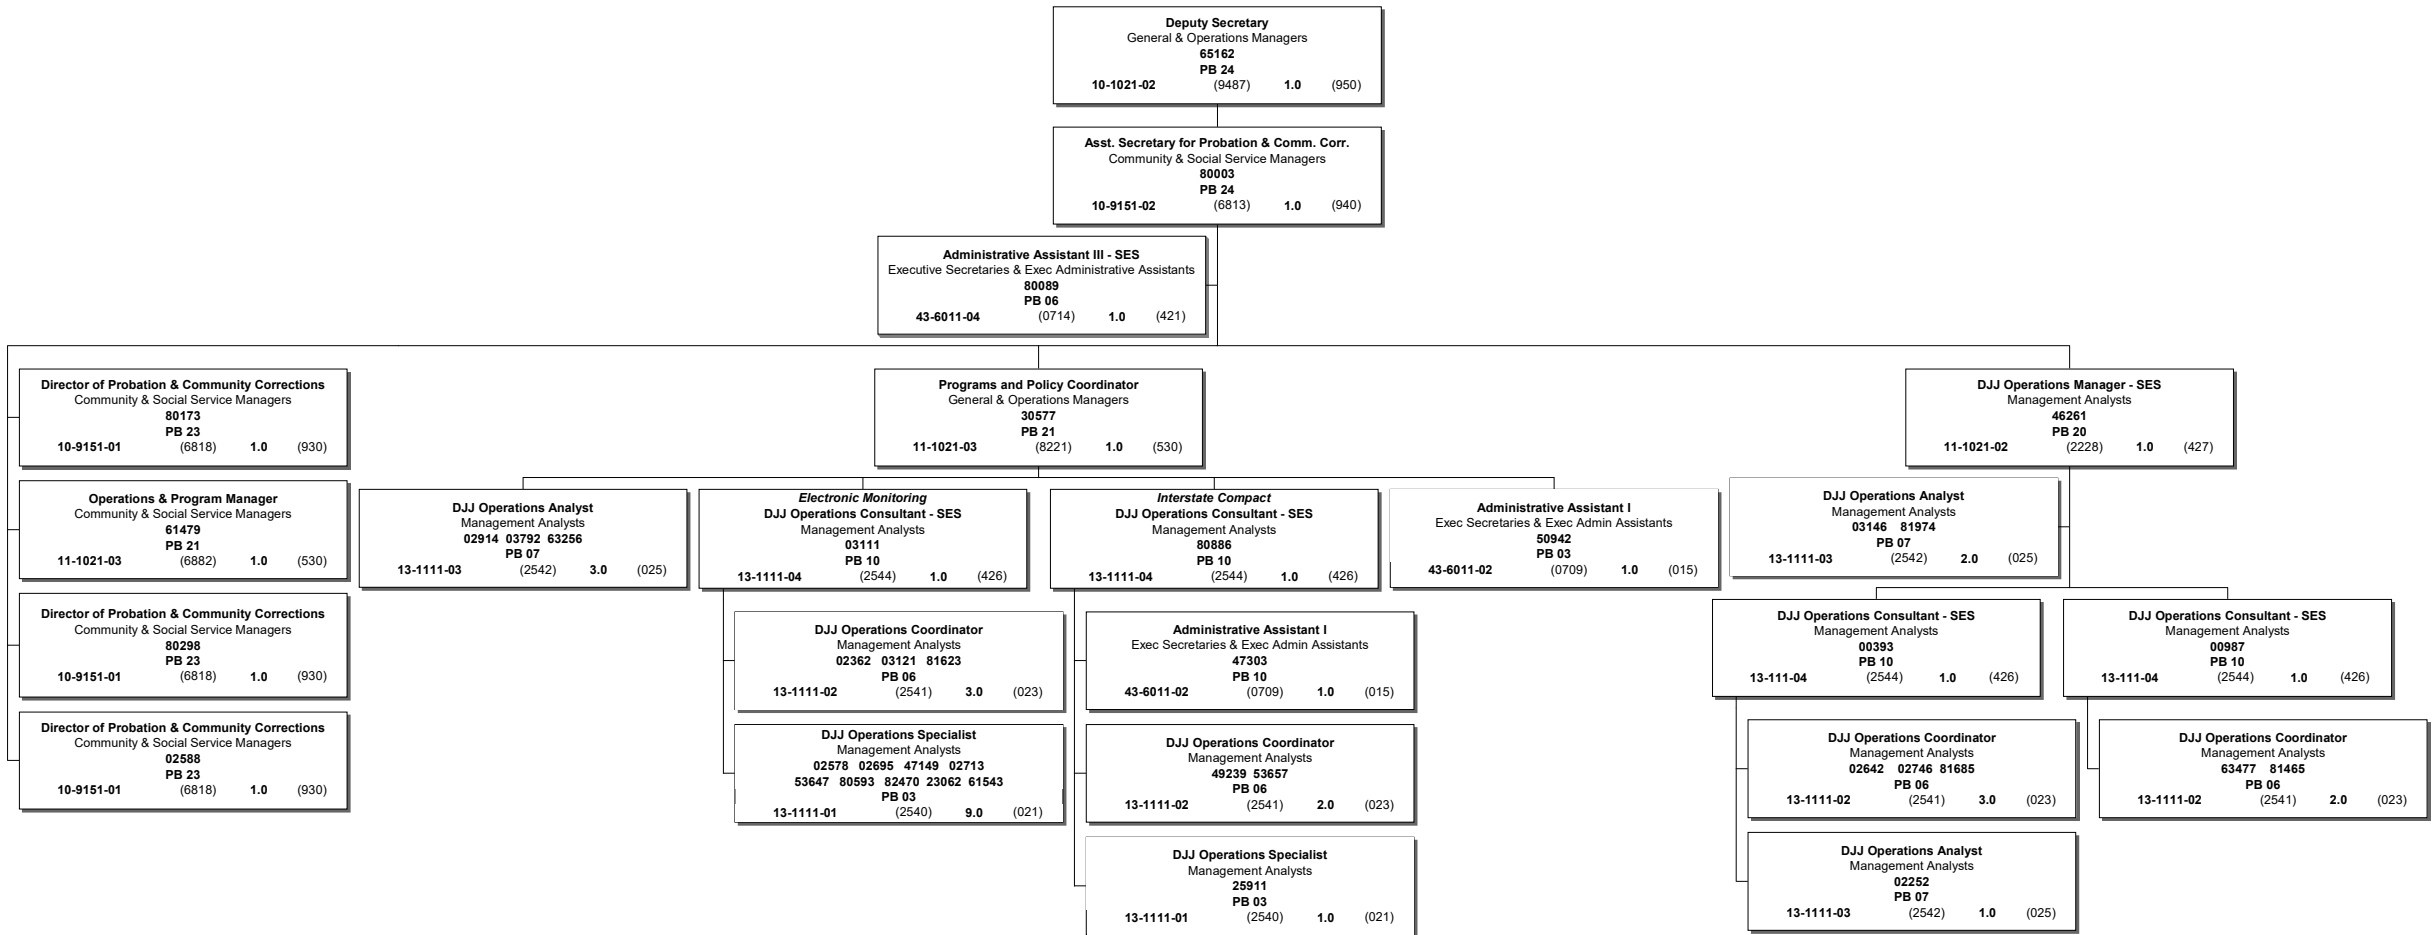 Deputy Secretary
General & Operations Managers
65162
PB 24
10-1021-02 (9487) 1.0 (950)
Asst. Secretary for Probation & Comm. Corr.
Community & Social Service Managers
80003
PB 24
10-9151-02 (6813) 1.0 (940)
Administrative Assistant III - SES
Executive Secretaries & Exec Administrative Assistants
80089
PB 06
43-6011-04 (0714) 1.0 (421)
Director of Probation & Community Corrections
Community & Social Service Managers
80173
PB 23
10-9151-01 (6818) 1.0 (930)
Operations & Program Manager
Community & Social Service Managers
61479
PB 21
11-1021-03 (6882) 1.0 (530)
Director of Probation & Community Corrections
Community & Social Service Managers
80298
PB 23
10-9151-01 (6818) 1.0 (930)
Director of Probation & Community Corrections
Community & Social Service Managers
02588
PB 23
10-9151-01 (6818) 1.0 (930)
Programs and Policy Coordinator
General & Operations Managers
30577
PB 21
11-1021-03 (8221) 1.0 (530)
DJJ Operations Analyst
Management Analysts
02914 03792 63256
PB 07
13-1111-03 (2542) 3.0 (025)
Electronic Monitoring
DJJ Operations Consultant - SES
Management Analysts
03111
PB 10
13-1111-04 (2544) 1.0 (426)
DJJ Operations Coordinator
Management Analysts
02362 03121 81623
PB 06
13-1111-02 (2541) 3.0 (023)
DJJ Operations Specialist
Management Analysts
02578 02695 47149 02713
53647 80593 82470 23062 61543
PB 03
13-1111-01 (2540) 9.0 (021)
Interstate Compact
DJJ Operations Consultant - SES
Management Analysts
80886
PB 10
13-1111-04 (2544) 1.0 (426)
Administrative Assistant I
Exec Secretaries & Exec Admin Assistants
47303
PB 10
43-6011-02 (0709) 1.0 (015)
DJJ Operations Coordinator
Management Analysts
49239 53657
PB 06
13-1111-02 (2541) 2.0 (023)
DJJ Operations Specialist
Management Analysts
25911
PB 03
13-1111-01 (2540) 1.0 (021)
Administrative Assistant I
Exec Secretaries & Exec Admin Assistants
50942
PB 03
43-6011-02 (0709) 1.0 (015)
DJJ Operations Manager - SES
Management Analysts
46261
PB 20
11-1021-02 (2228) 1.0 (427)
DJJ Operations Analyst
Management Analysts
03146 81974
PB 07
13-1111-03 (2542) 2.0 (025)
DJJ Operations Consultant - SES
Management Analysts
00393
PB 10
13-111-04 (2544) 1.0 (426)
DJJ Operations Coordinator
Management Analysts
02642 02746 81685
PB 06
13-1111-02 (2541) 3.0 (023)
DJJ Operations Analyst
Management Analysts
02252
PB 07
13-1111-03 (2542) 1.0 (025)
DJJ Operations Consultant - SES
Management Analysts
00987
PB 10
13-111-04 (2544) 1.0 (426)
DJJ Operations Coordinator
Management Analysts
63477 81465
PB 06
13-1111-02 (2541) 2.0 (023)